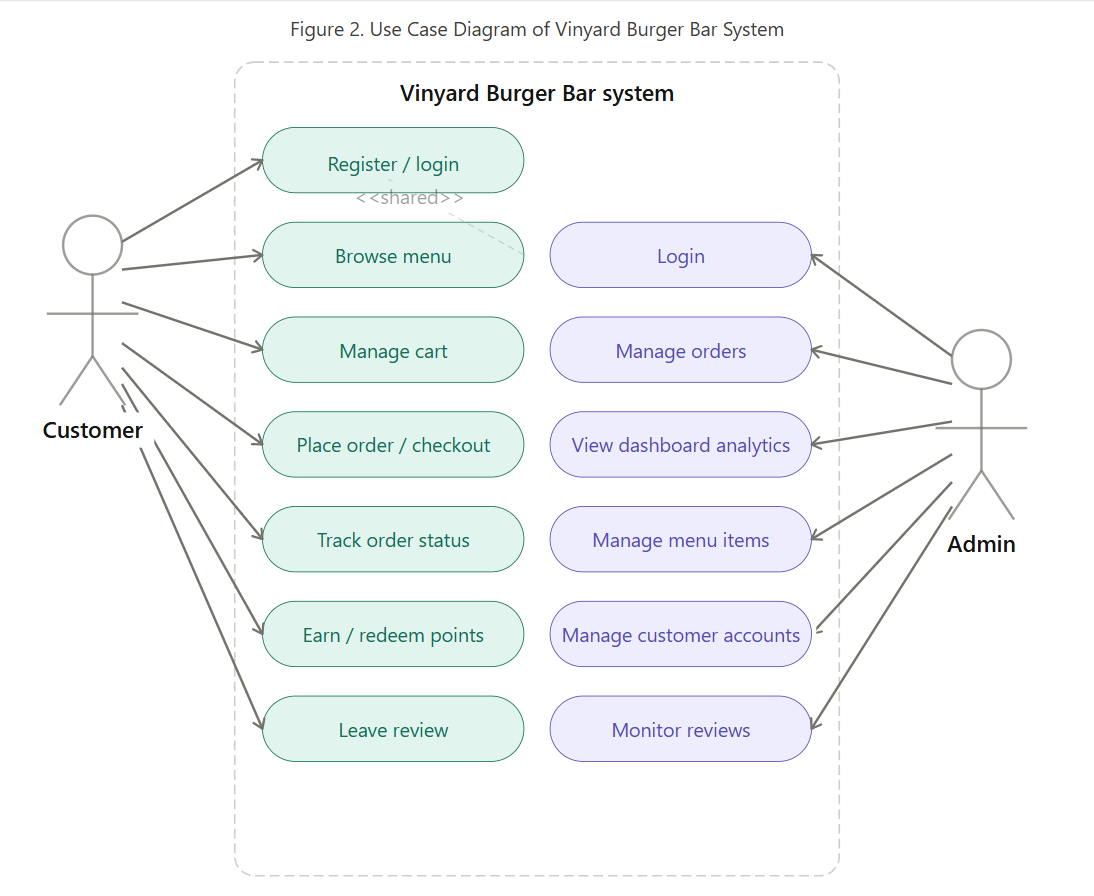 Figure 2. Use Case Diagram of Vinyard Burger Bar System
Vinyard Burger Bar system
Register / login
<<shared>>
Browse menu
Login
Manage cart
Manage orders
Customer
Place order / checkout
View dashboard analytics
Track order status
Manage menu items
Admin
Earn / redeem points
Manage customer accounts
Leave review
Monitor reviews